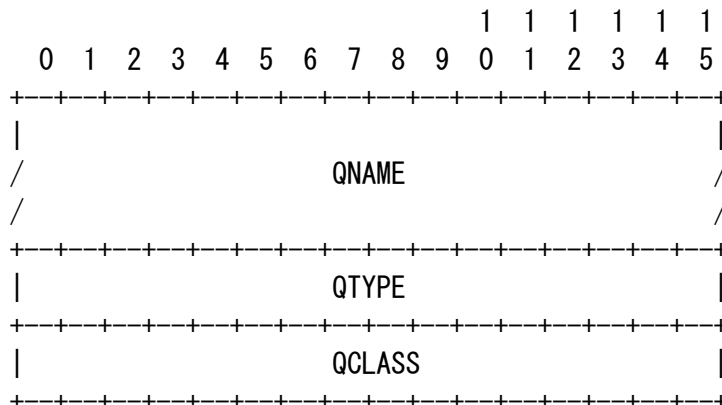 1  1  1  1  1  1
  0  1  2  3  4  5  6  7  8  9  0  1  2  3  4  5
+--+--+--+--+--+--+--+--+--+--+--+--+--+--+--+--+
|                                               |
/                     QNAME                     /
/                                               /
+--+--+--+--+--+--+--+--+--+--+--+--+--+--+--+--+
|                     QTYPE                     |
+--+--+--+--+--+--+--+--+--+--+--+--+--+--+--+--+
|                     QCLASS                    |
+--+--+--+--+--+--+--+--+--+--+--+--+--+--+--+--+